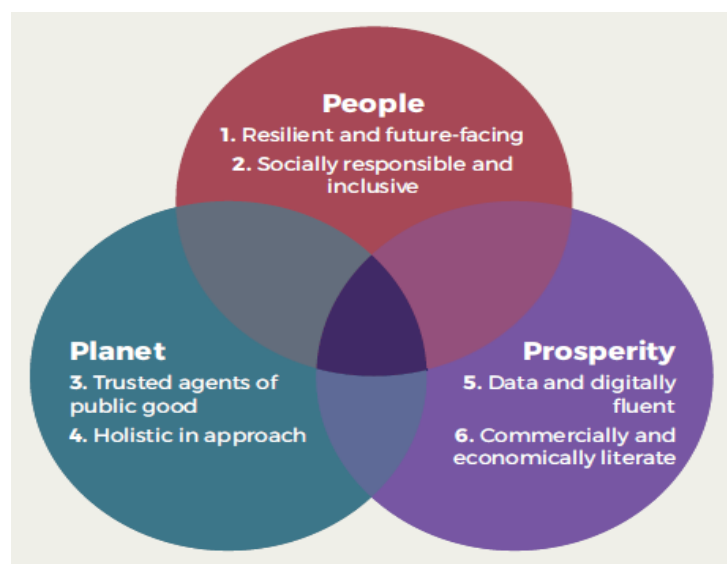 People
1. Resilient and future-facing
2. Socially responsible and
inclusive
Planet
3. Trusted agents of
public good
4. Holistic in approach
Prosperity
5. Data and digitally
fluent
6. Commercially and
economically literate